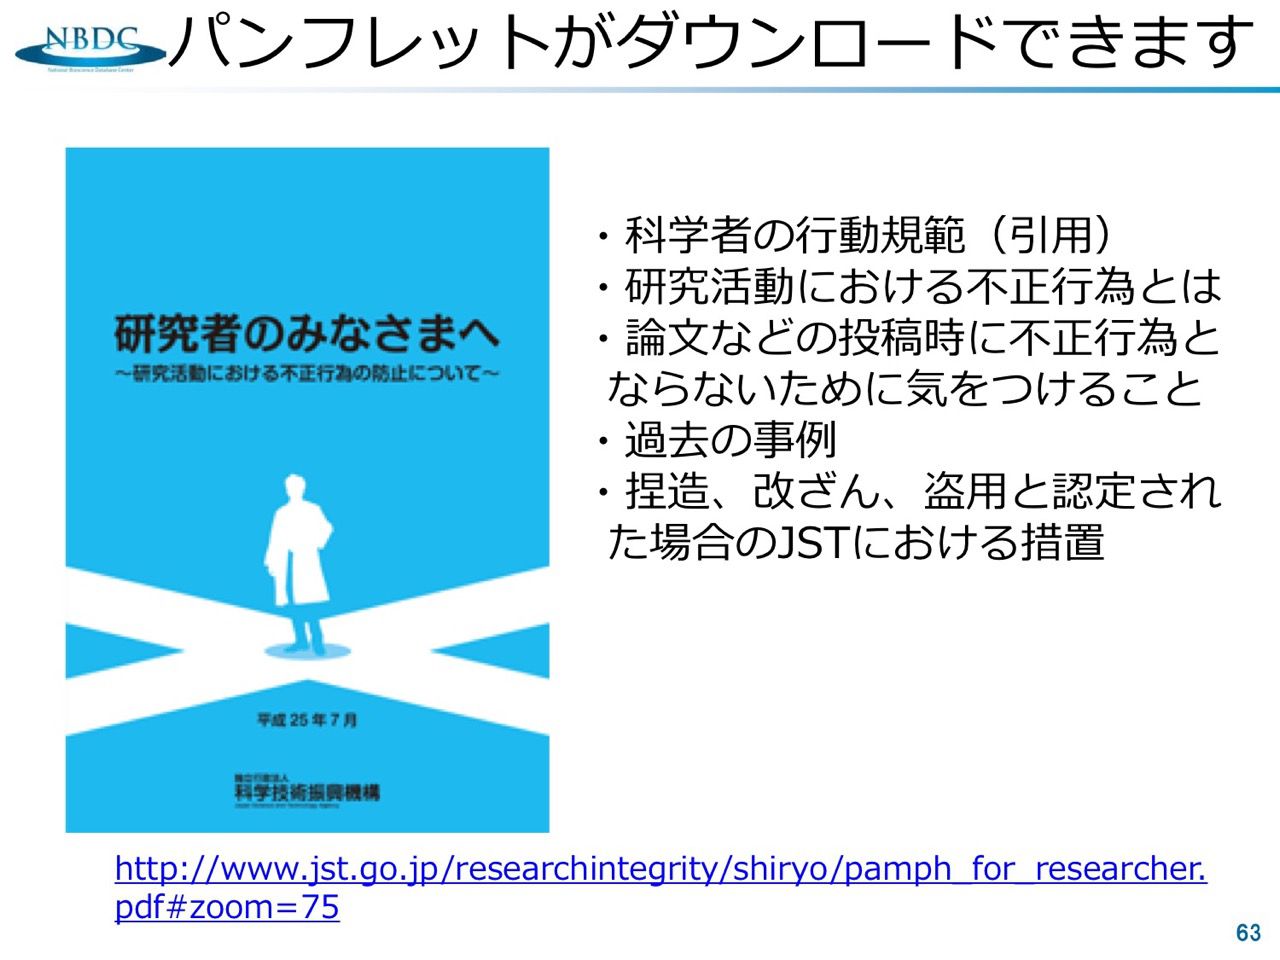 NBDC
National Bioscience Database Center
パンフレットがダウンロードできます
研究者のみなさまへ
～研究活動における不正行為の防止について～
平成25年7月
独立行政法人
科学技術振興機構
Japan Science and Technology Agency
・科学者の行動規範（引用）
・研究活動における不正行為とは
・論文などの投稿時に不正行為と
ならないために気をつけること
・過去の事例
・捏造、改ざん、盗用と認定され
た場合のJSTにおける措置
http://www.jst.go.jp/researchintegrity/shiryo/pamph_for_researcher.
pdf#zoom=75
63